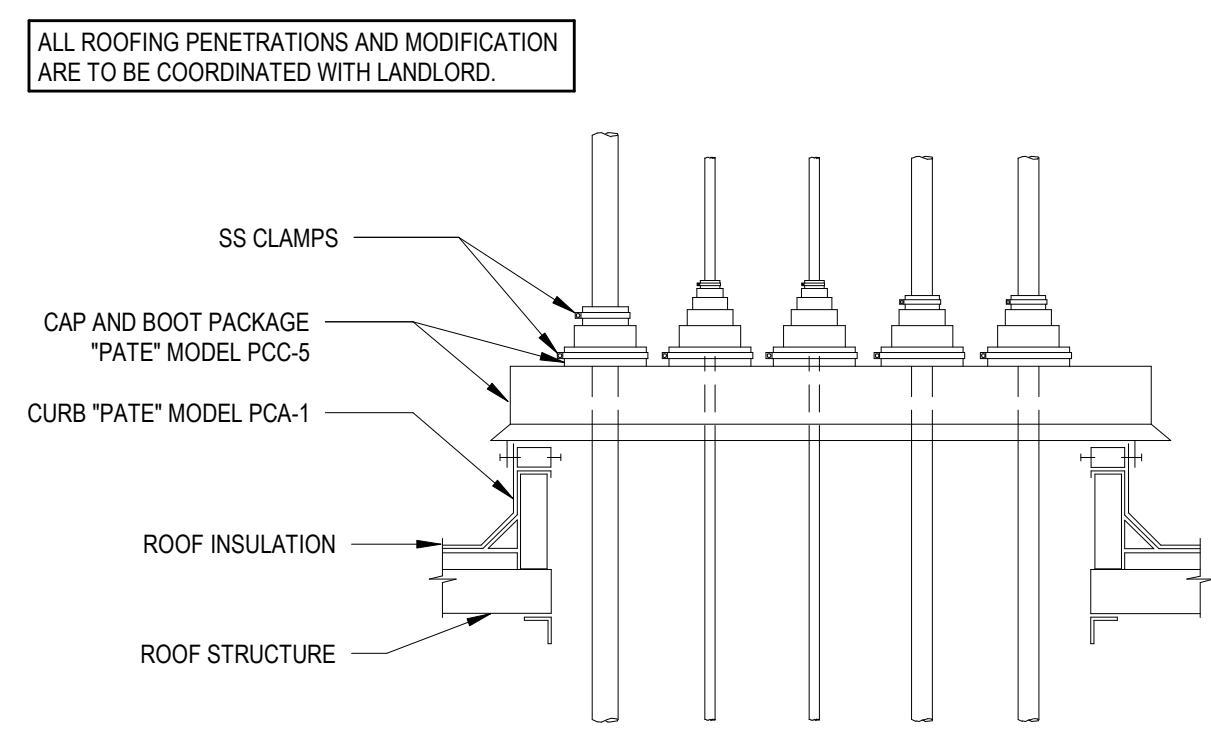 ALL ROOFING PENETRATIONS AND MODIFICATION
ARE TO BE COORDINATED WITH LANDLORD.
SS CLAMPS
CAP AND BOOT PACKAGE
"PATE" MODEL PCC-5
CURB "PATE" MODEL PCA-1
ROOF INSULATION
ROOF STRUCTURE